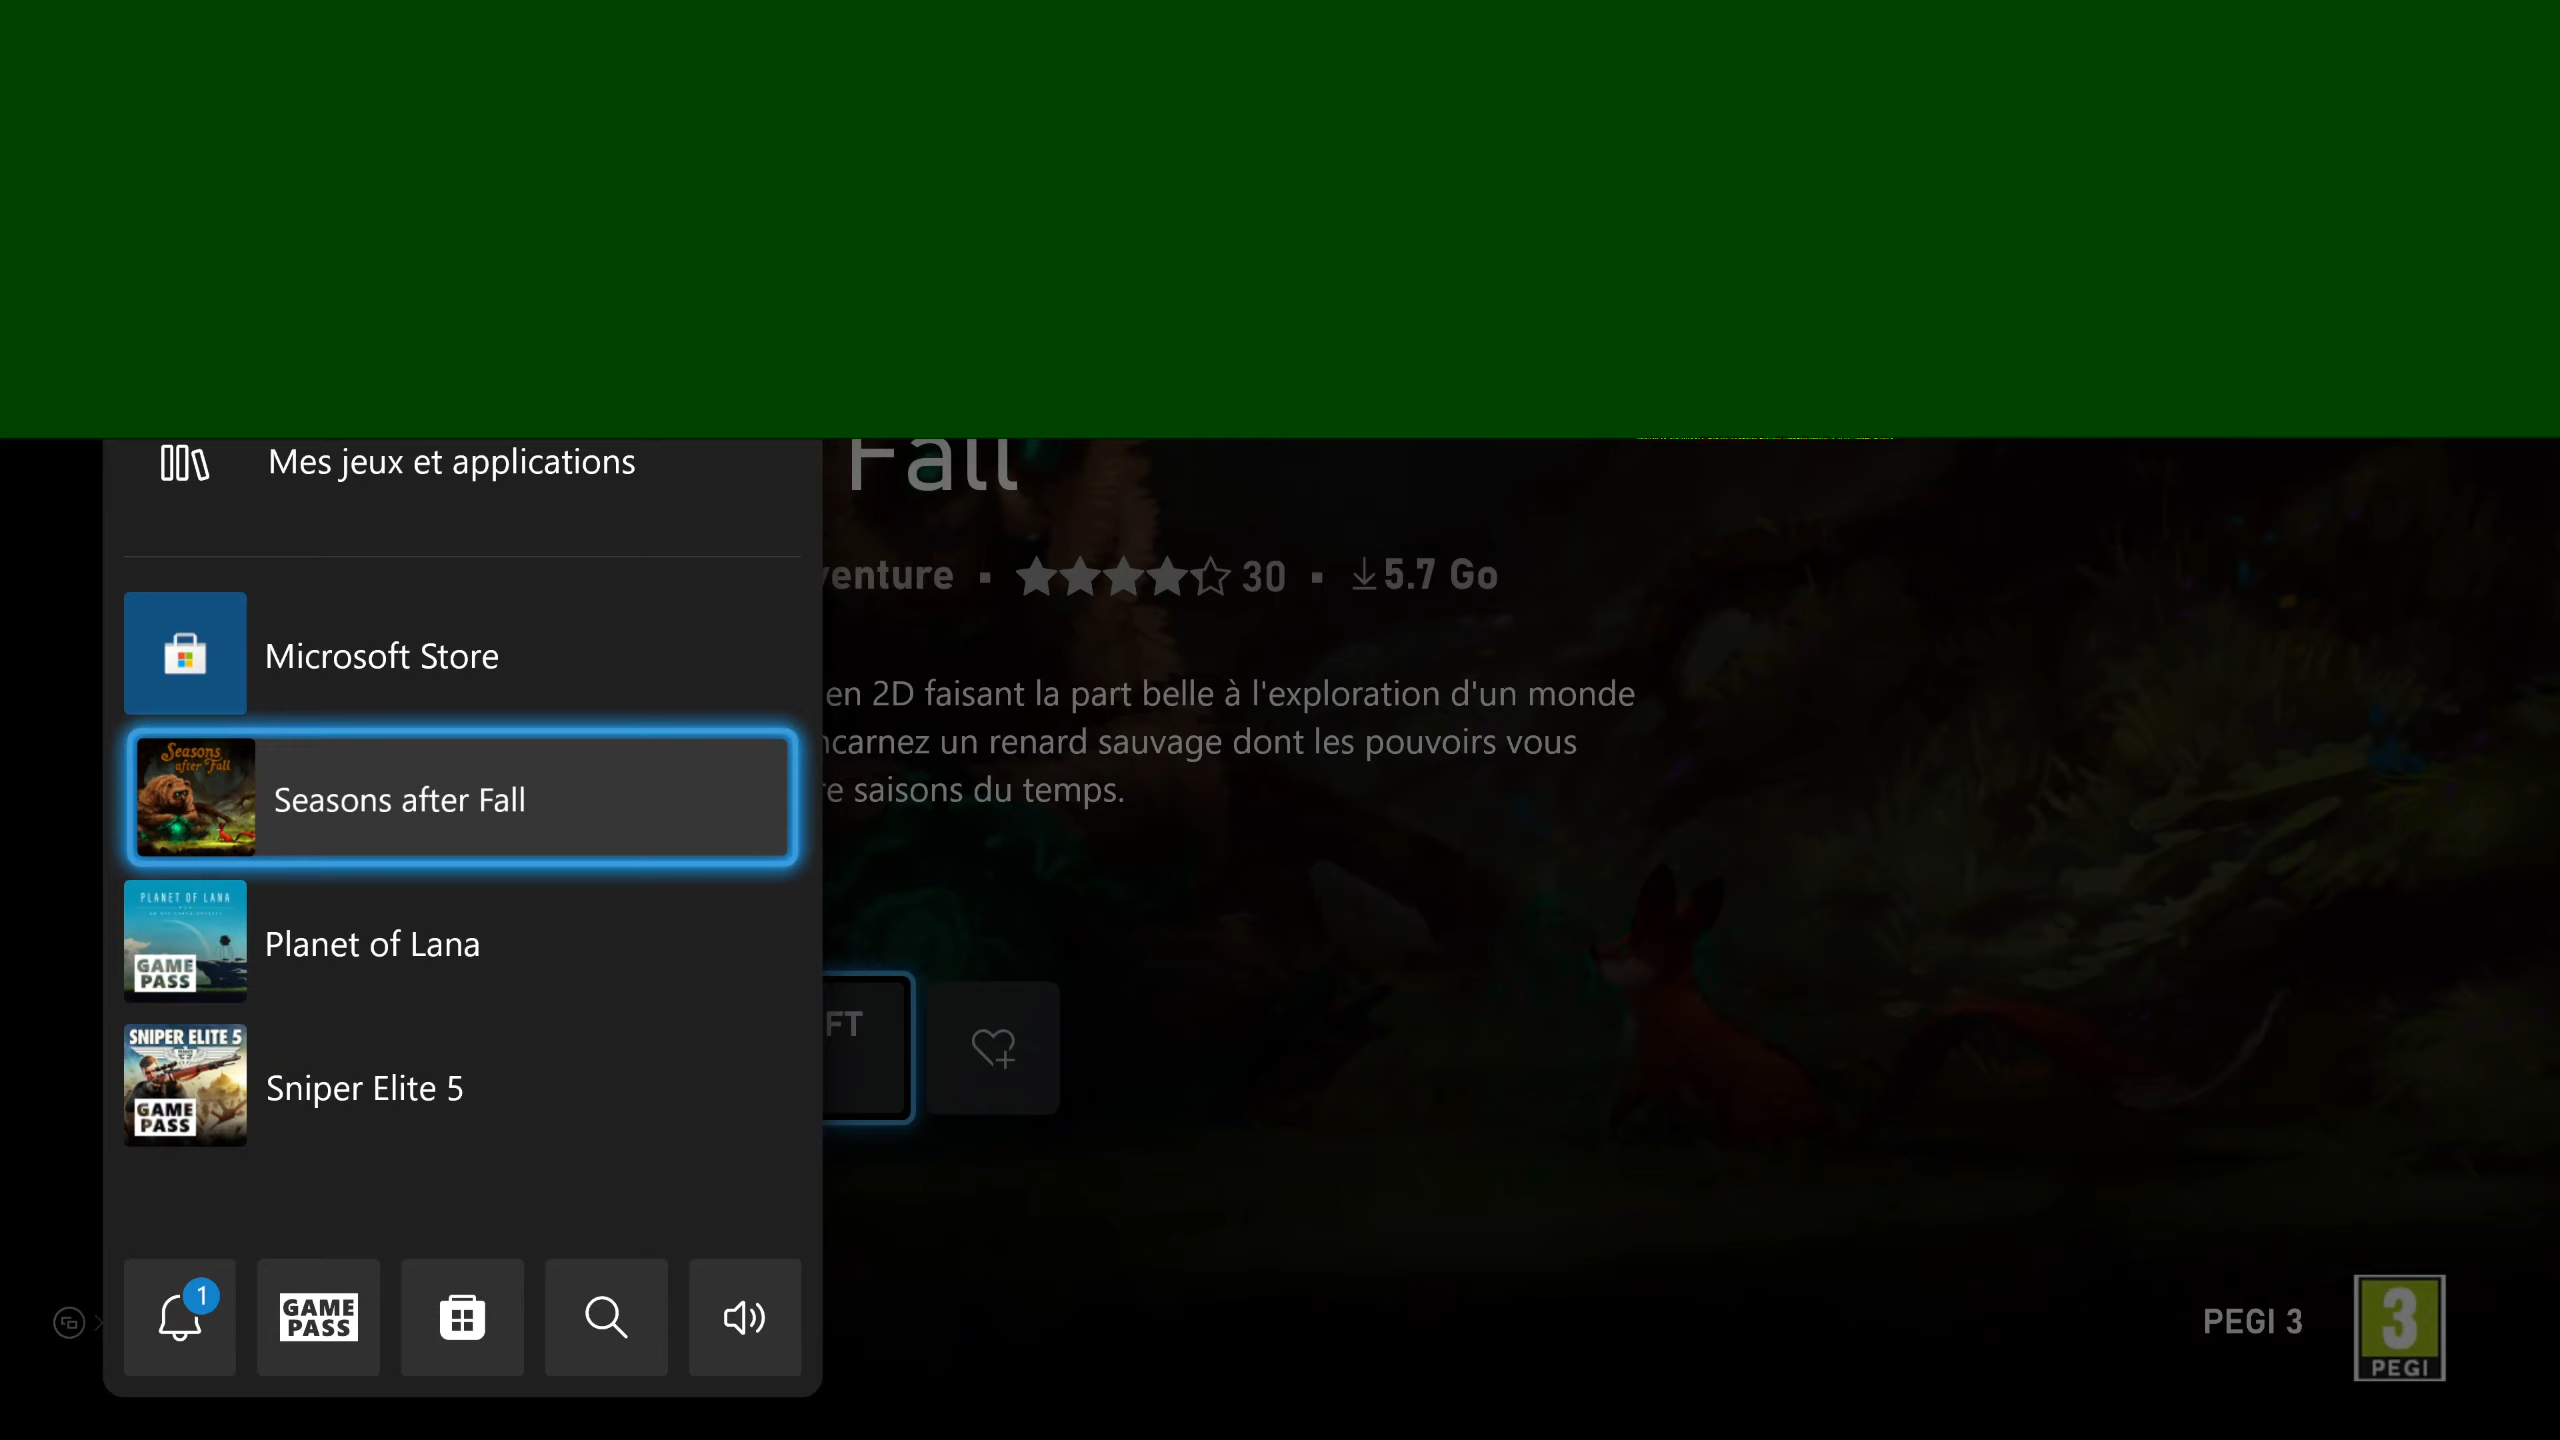 Mes jeux et applications
Fall
venture ▪ 30 ▪ 5.7 Go
Microsoft Store
en 2D faisant la part belle à l'exploration d'un monde
ncarnez un renard sauvage dont les pouvoirs vous
re saisons du temps.
Seasons after Fall
Seasons after Fall
PLANET OF LANA
GAME PASS
Planet of Lana
FT
SNIPER ELITE 5
GAME PASS
Sniper Elite 5
1
GAME PASS
PEGI 3
3
PEGI